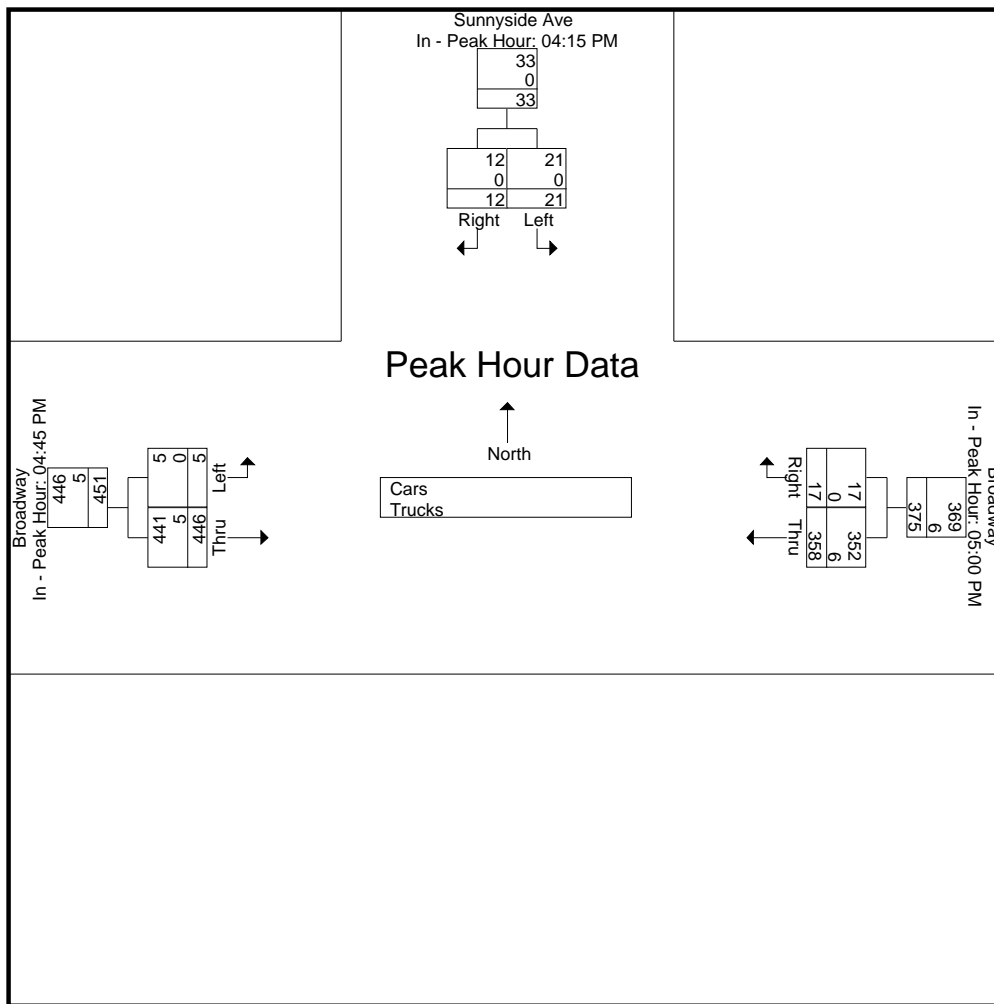 Sunnyside Ave
In - Peak Hour: 04:15 PM
33
0
33
12 21
0 0
12 21
Right Left
Peak Hour Data
North
Cars
Trucks
Broadway
In - Peak Hour: 04:45 PM
446
5
451
5 441
0 5
5 446
Left Thru
Broadway
In - Peak Hour: 05:00 PM
369
6
375
17 352
0 6
17 358
Right Thru